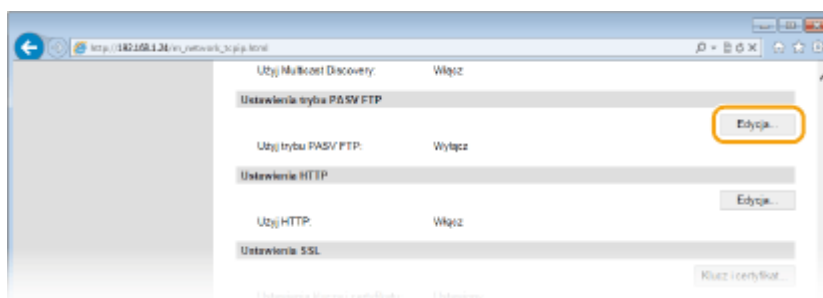 http://192.168.1.24/m_network_tcpip.html
Użyj Multicast Discovery: Włącz
Ustawienia trybu PASV FTP
Edycja...
Użyj trybu PASV FTP: Wyłącz
Ustawienia HTTP
Edycja...
Użyj HTTP: Włącz
Ustawienia SSL
Klucz i certyfikat...